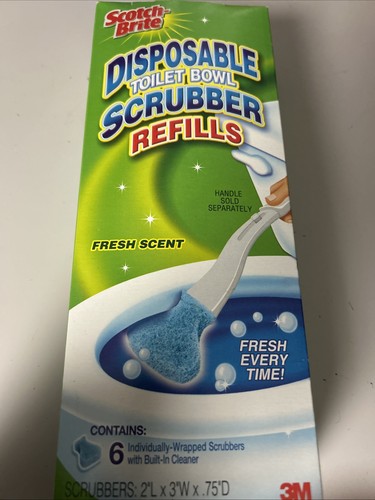 Scotch-
Brite
DISPOSABLE
TOILET BOWL
SCRUBBER
REFILLS
HANDLE
SOLD
SEPARATELY
FRESH SCENT
FRESH
EVERY
TIME!
CONTAINS:
6 Individually-Wrapped Scrubbers
with Built-In Cleaner
SCRUBBERS: 2"L x 3"W x .75"D
3M